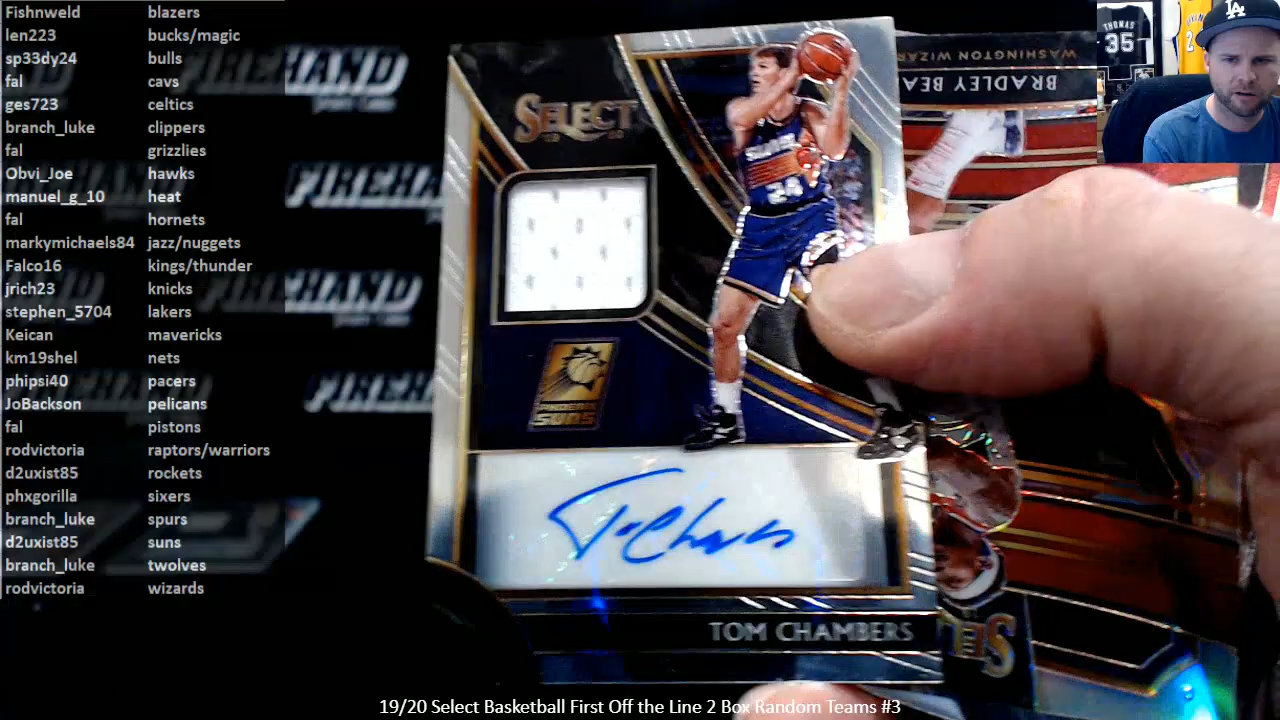 Fishnweld blazers
len223 bucks/magic
sp33dy24 bulls
fal cavs
ges723 celtics
branch_luke clippers
fal grizzlies
Obvi_Joe hawks
manuel_g_10 heat
fal hornets
markymichaels84 jazz/nuggets
Falco16 kings/thunder
jrich23 knicks
stephen_5704 lakers
Keican mavericks
km19shel nets
phipsi40 pacers
JoBackson pelicans
fal pistons
rodvictoria raptors/warriors
d2uxist85 rockets
phxgorilla sixers
branch_luke spurs
d2uxist85 suns
branch_luke twolves
rodvictoria wizards
FIREHAND
FIREHAND
FIREHAND
FIREHAND
SELECT
24
PHOENIX
SUNS
TOM CHAMBERS
WASHINGTON WIZAR
BRADLEY BEA
THOMAS
35
LA
19/20 Select Basketball First Off the Line 2 Box Random Teams #3